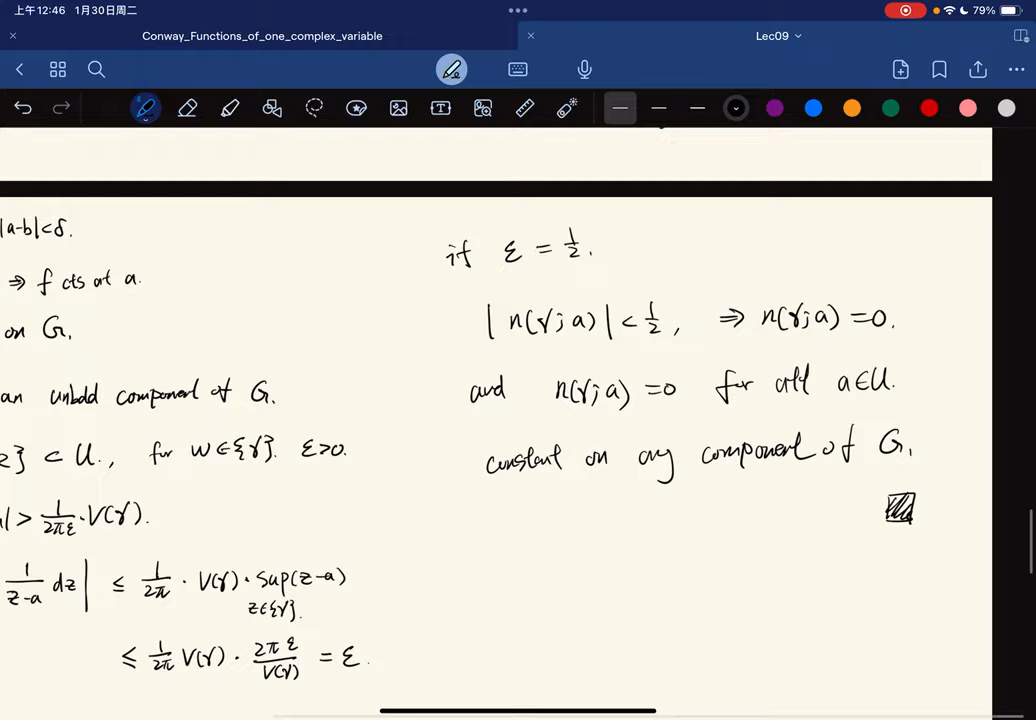 上午12:46 1月30日周二
79%
Conway_Functions_of_one_complex_variable
Lec09
|a-b|<δ.
⇒ f cts at a.
on G,
an unbdd component of G.
z} ⊂ U., for w∈{γ}. ε>0.
| > 1/2πε · V(γ).
1/z-a dz| ≤ 1/2π · V(γ) · sup(z-a)
z∈{γ}.
≤ 1/2π V(γ) · 2πε/V(γ) = ε.
if ε = 1/2.
|n(γ;a)| < 1/2, ⇒ n(γ;a) = 0.
and n(γ;a) = 0 for all a∈U.
constant on any component of G,